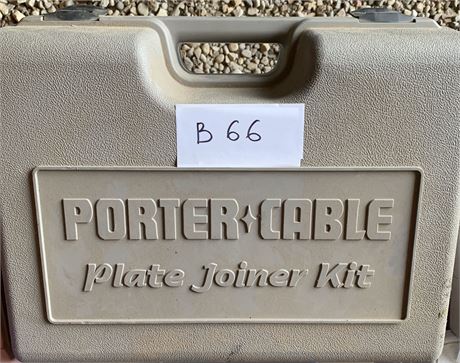 B 66
PORTER✧CABLE
Plate Joiner Kit